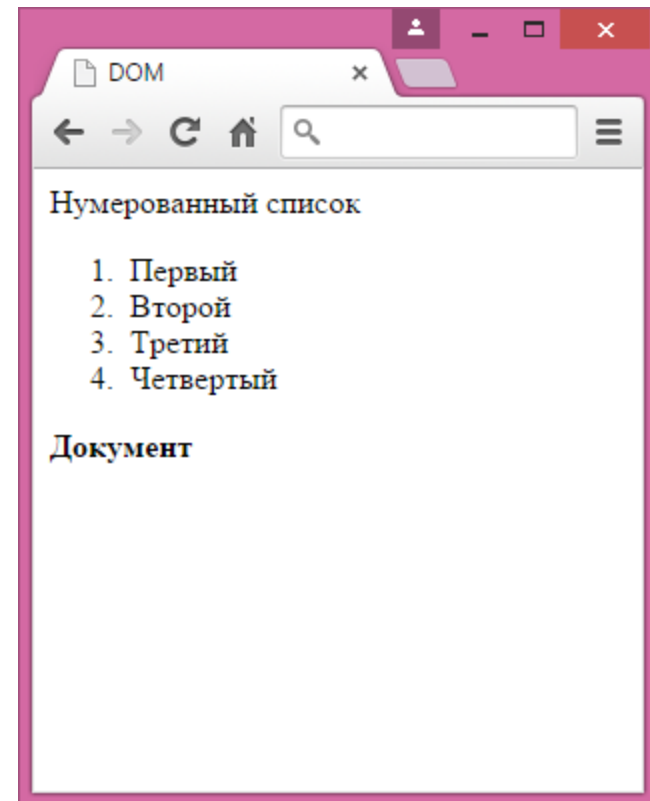 DOM
Нумерованный список
1. Первый
2. Второй
3. Третий
4. Четвертый
Документ